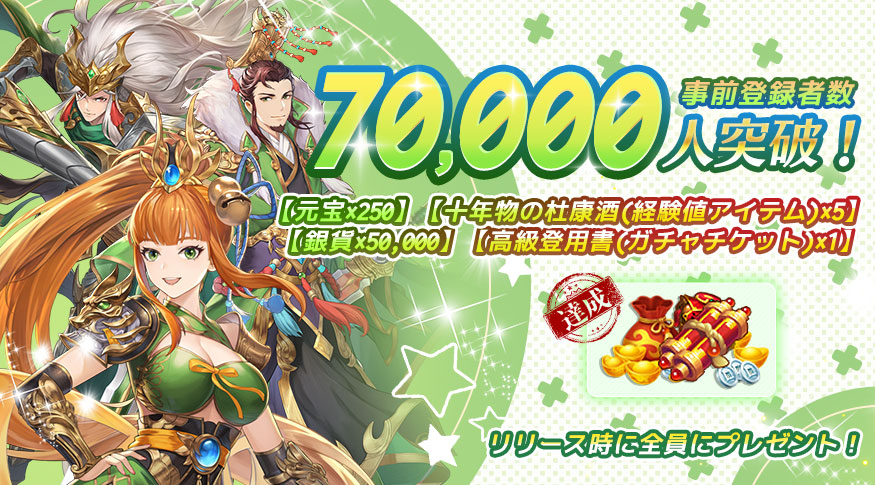 70,000
事前登録者数
人突破！
【元宝×250】【十年物の杜康酒(経験値アイテム)×5】
【銀貨×50,000】【高級登用書(ガチャチケット)×1】
達成
リリース時に全員にプレゼント！